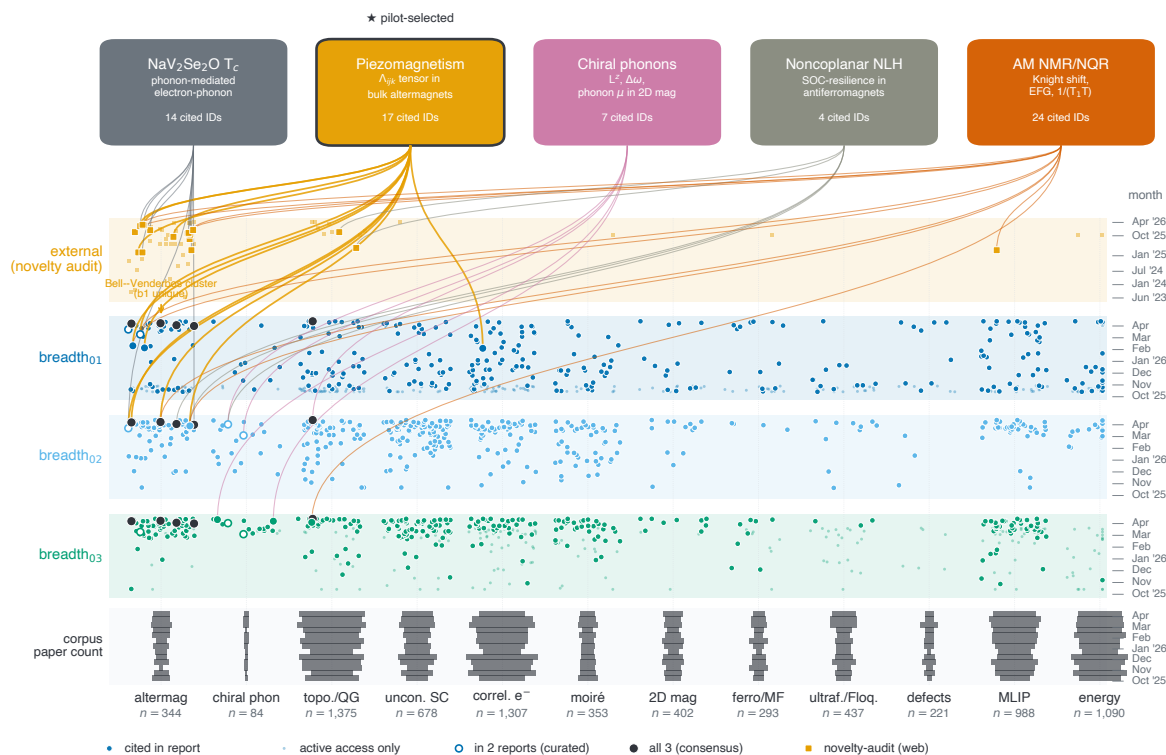 ★ pilot-selected
NaV₂Se₂O T_c
phonon-mediated
electron-phonon
14 cited IDs
Piezomagnetism
Λ_ijk tensor in
bulk altermagnets
17 cited IDs
Chiral phonons
L^z, Δω,
phonon μ in 2D mag
7 cited IDs
Noncoplanar NLH
SOC-resilience in
antiferromagnets
4 cited IDs
AM NMR/NQR
Knight shift,
EFG, 1/(T₁T)
24 cited IDs
month
external
(novelty audit)
Apr '26
Oct '25
Jan '25
Jul '24
Jan '24
Jun '23
Bell--Venderbos cluster
(b1 unique)
breadth₀₁
Apr
Mar
Feb
Jan '26
Dec
Nov
Oct '25
breadth₀₂
Apr
Mar
Feb
Jan '26
Dec
Nov
Oct '25
breadth₀₃
Apr
Mar
Feb
Jan '26
Dec
Nov
Oct '25
corpus
paper count
Apr
Mar
Feb
Jan '26
Dec
Nov
Oct '25
altermag chiral phon topo./QG uncon. SC correl. e⁻ moiré 2D mag ferro/MF ultraf./Floq. defects MLIP energy
n = 344 n = 84 n = 1,375 n = 678 n = 1,307 n = 353 n = 402 n = 293 n = 437 n = 221 n = 988 n = 1,090
cited in report active access only in 2 reports (curated) all 3 (consensus) novelty-audit (web)